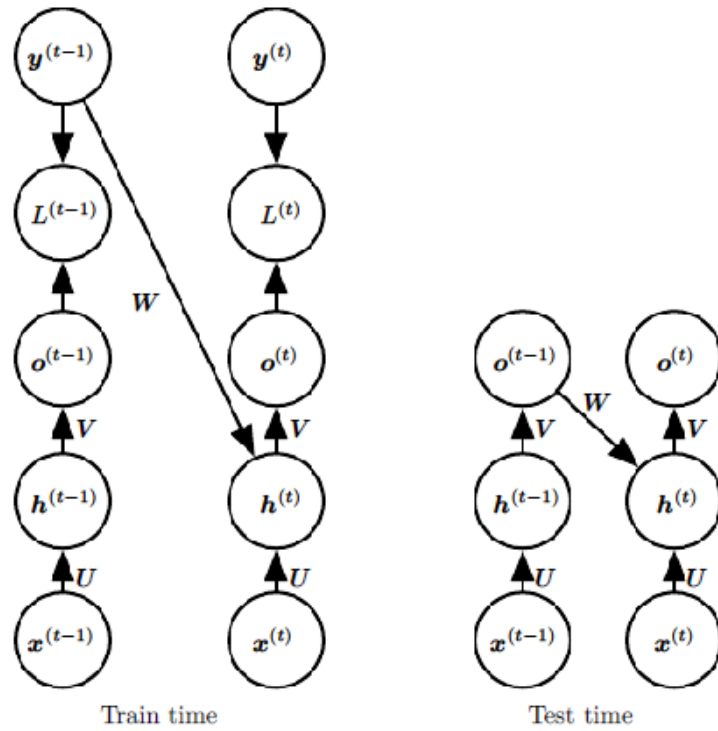 y^{(t-1)} y^{(t)}
L^{(t-1)} L^{(t)}
W
o^{(t-1)} o^{(t)} o^{(t-1)} o^{(t)}
W
V V V V
h^{(t-1)} h^{(t)} h^{(t-1)} h^{(t)}
U U U U
x^{(t-1)} x^{(t)} x^{(t-1)} x^{(t)}
Train time Test time